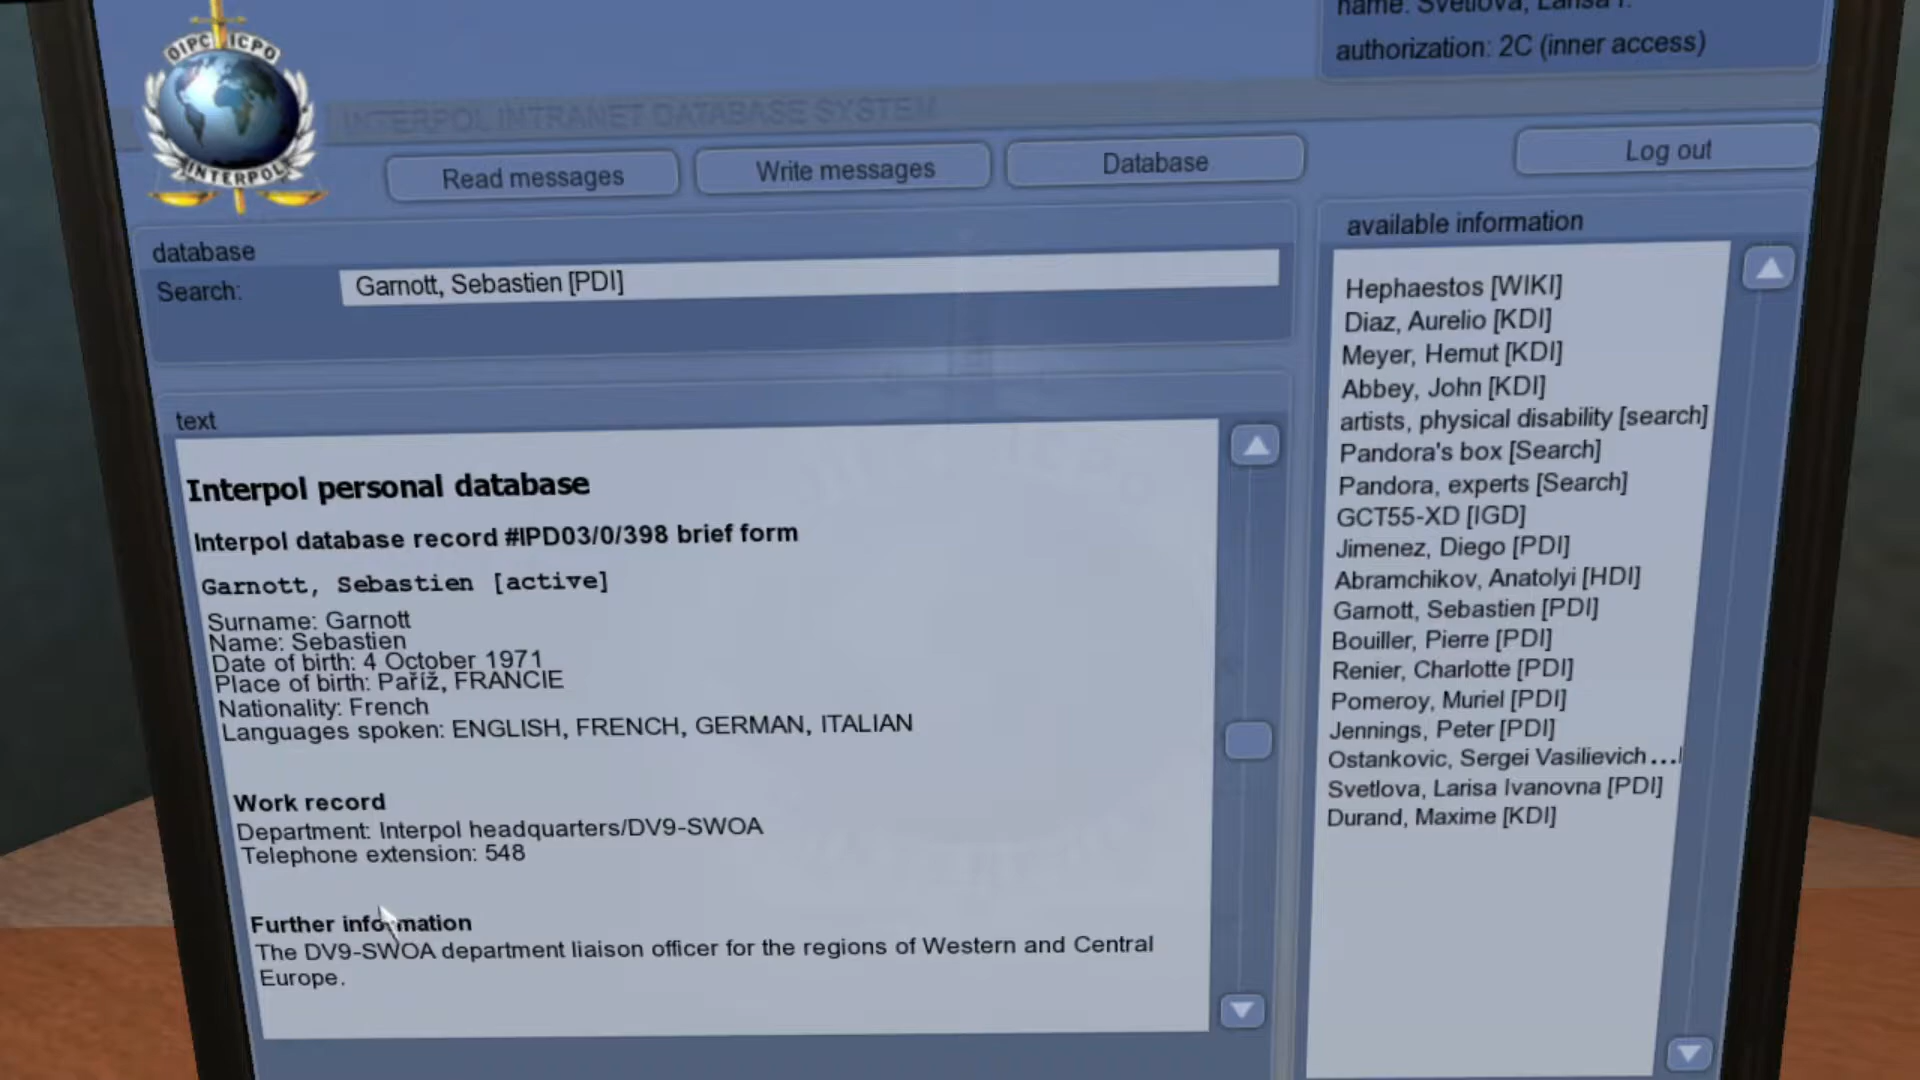 name: Svetlova, Larisa I.
authorization: 2C (inner access)
OIPC ICPO
INTERPOL
INTERPOL INTRANET DATABASE SYSTEM
Read messages
Write messages
Database
Log out
database
Search:
Garnott, Sebastien [PDI]
available information
Hephaestos [WIKI]
Diaz, Aurelio [KDI]
Meyer, Hemut [KDI]
Abbey, John [KDI]
artists, physical disability [search]
Pandora's box [Search]
Pandora, experts [Search]
GCT55-XD [IGD]
Jimenez, Diego [PDI]
Abramchikov, Anatolyi [HDI]
Garnott, Sebastien [PDI]
Bouiller, Pierre [PDI]
Renier, Charlotte [PDI]
Pomeroy, Muriel [PDI]
Jennings, Peter [PDI]
Ostankovic, Sergei Vasilievich...
Svetlova, Larisa Ivanovna [PDI]
Durand, Maxime [KDI]
text
Interpol personal database
Interpol database record #IPD03/0/398 brief form
Garnott, Sebastien [active]
Surname: Garnott
Name: Sebastien
Date of birth: 4 October 1971
Place of birth: Paříž, FRANCIE
Nationality: French
Languages spoken: ENGLISH, FRENCH, GERMAN, ITALIAN
Work record
Department: Interpol headquarters/DV9-SWOA
Telephone extension: 548
Further information
The DV9-SWOA department liaison officer for the regions of Western and Central
Europe.